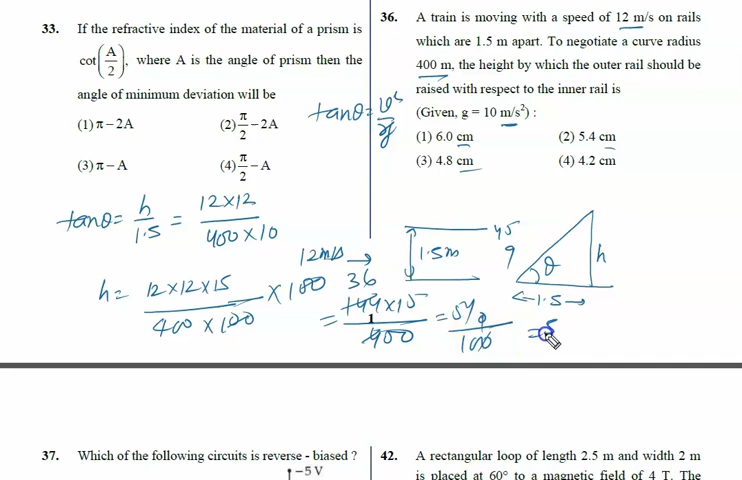 33. If the refractive index of the material of a prism is
cot(A/2), where A is the angle of prism then the
angle of minimum deviation will be
(1) π – 2A (2) π/2 – 2A
(3) π – A (4) π/2 – A
36. A train is moving with a speed of 12 m/s on rails
which are 1.5 m apart. To negotiate a curve radius
400 m, the height by which the outer rail should be
raised with respect to the inner rail is
(Given, g = 10 m/s²) :
(1) 6.0 cm (2) 5.4 cm
(3) 4.8 cm (4) 4.2 cm
tanθ = h/1.5 = 12×12/400×10
12m/s →
1.5m
θ
h
←1.5→
h = 12×12×15/400×100 × 100
36
= 144×15/400 = 540/100 =5
37. Which of the following circuits is reverse - biased ?
–5 V
42. A rectangular loop of length 2.5 m and width 2 m
is placed at 60° to a magnetic field of 4 T. The